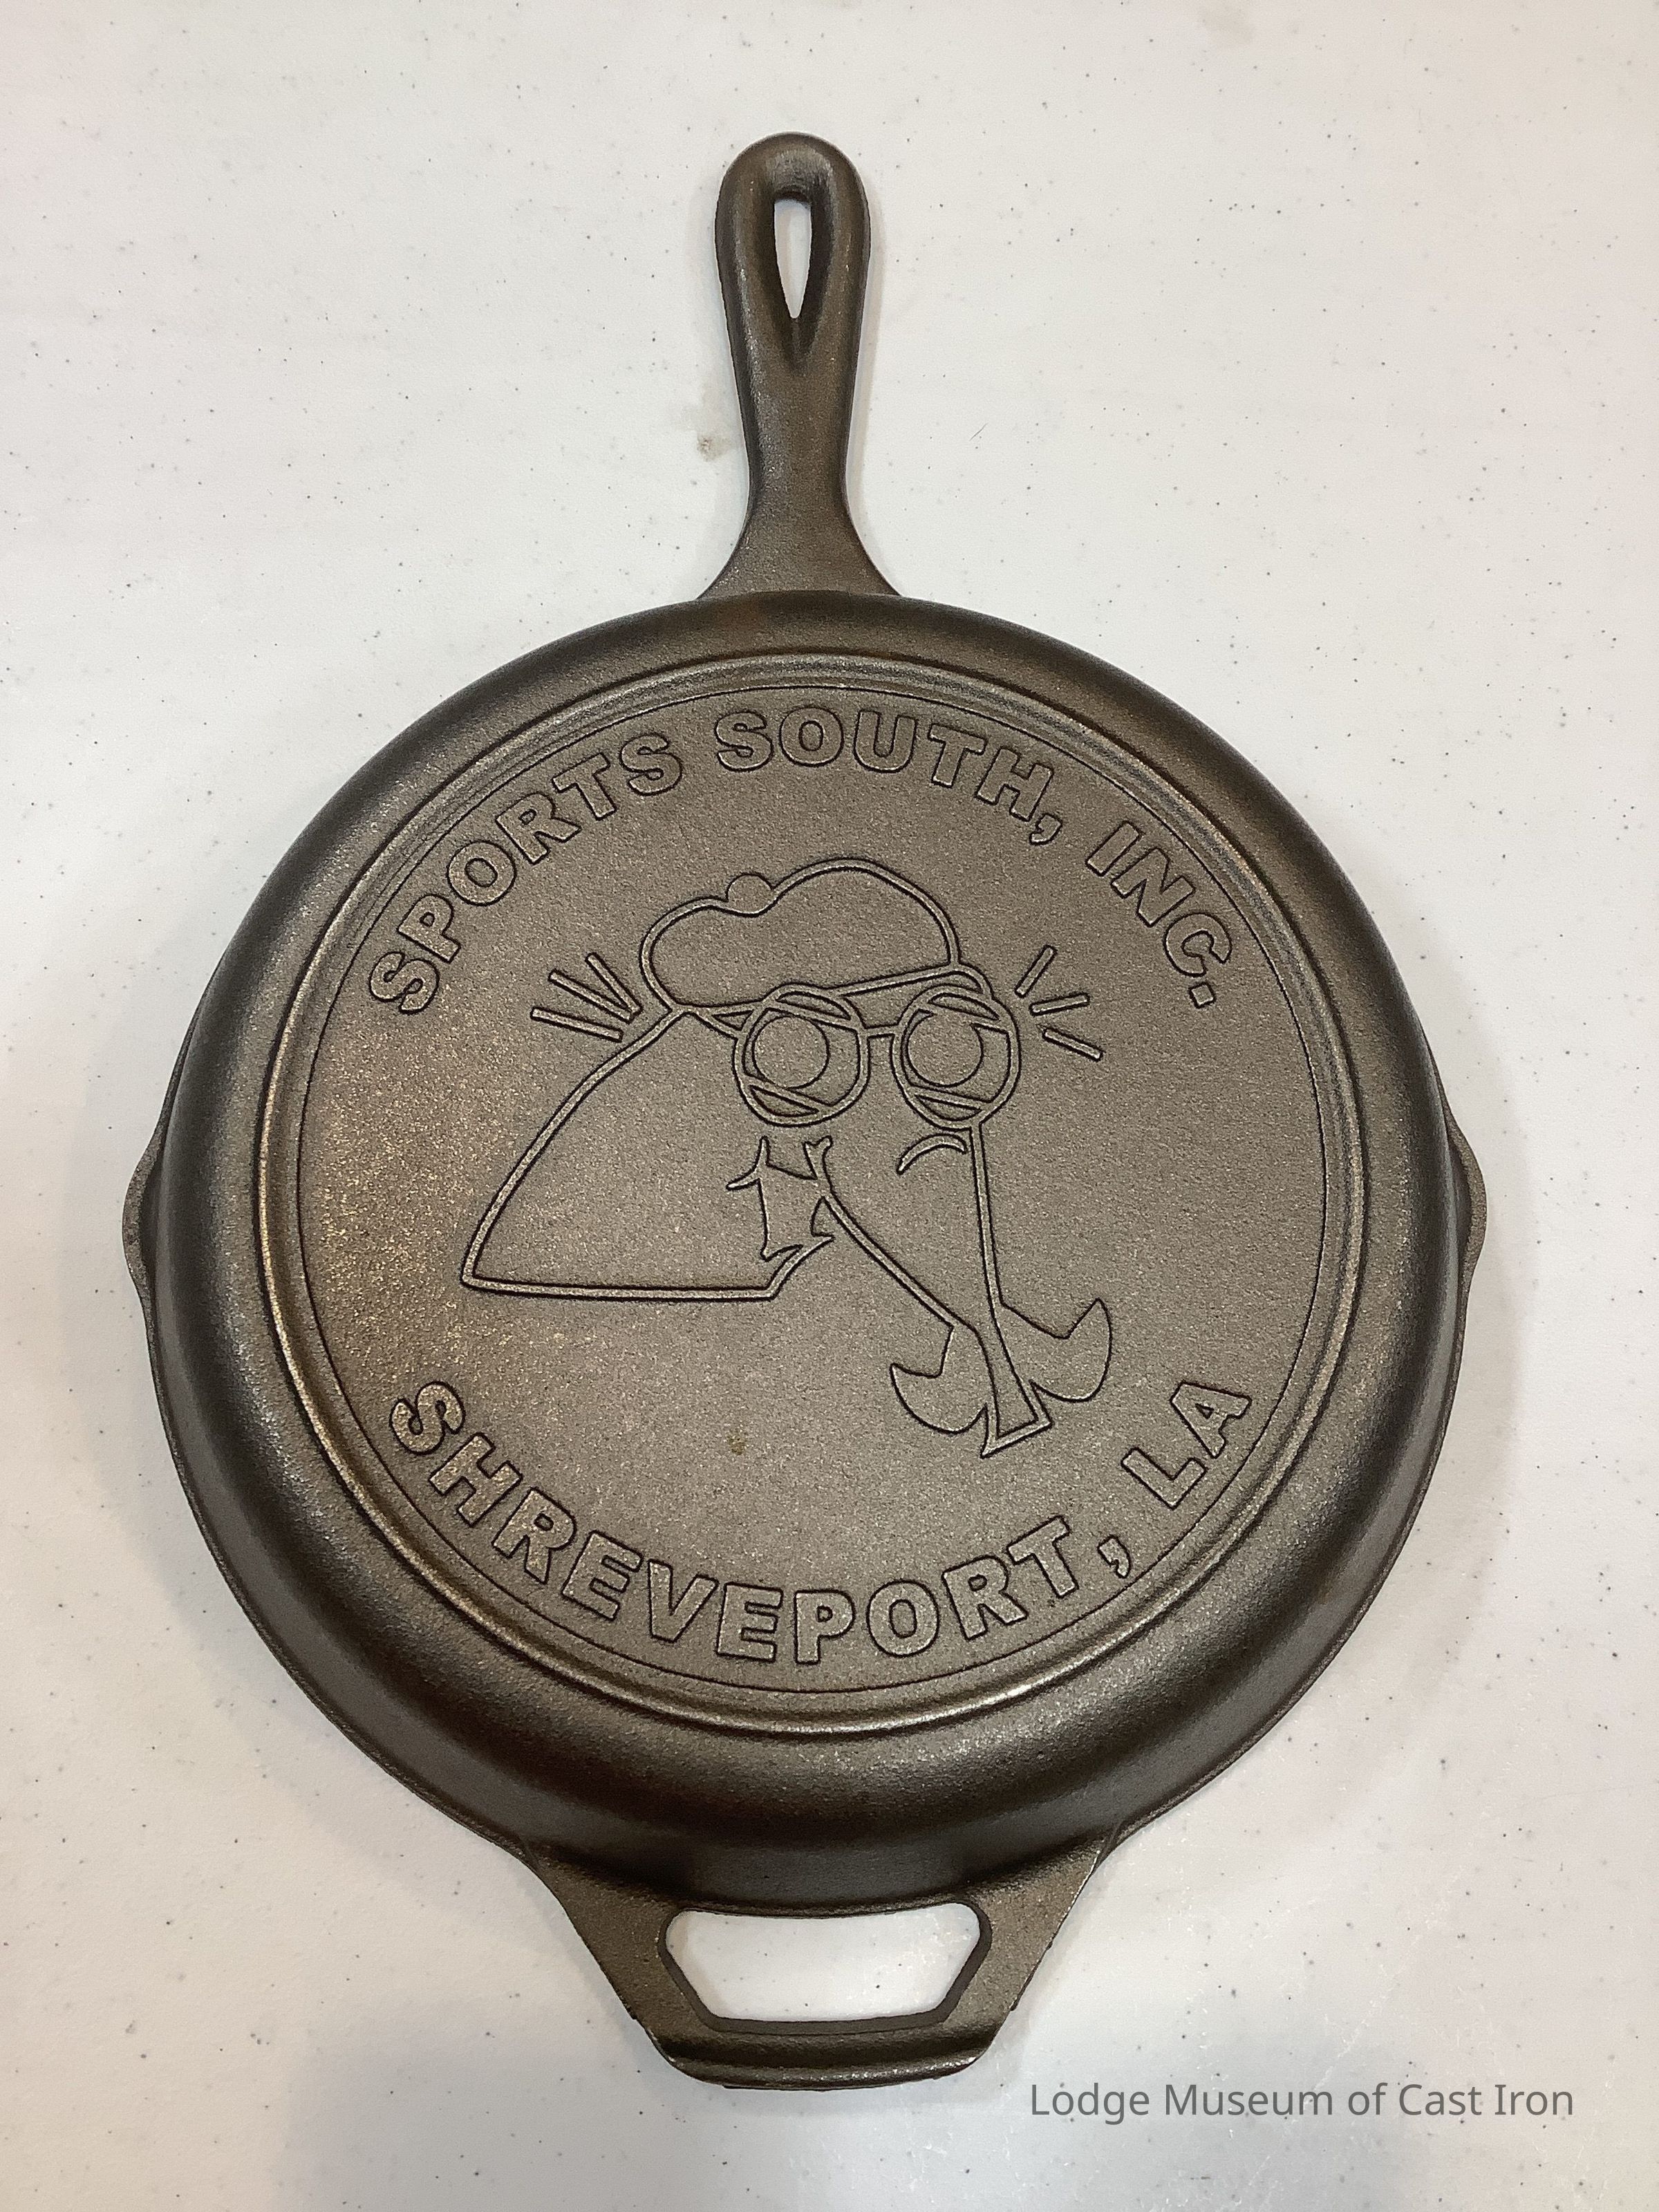 SPORTS SOUTH, INC.
SHREVEPORT, LA
Lodge Museum of Cast Iron